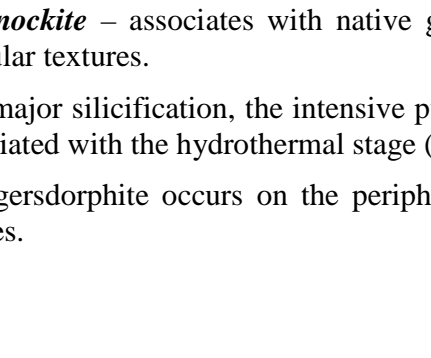 nockite – associates with native g
ular textures.
major silicification, the intensive p
iated with the hydrothermal stage (
gersdorphite occurs on the periph
es.